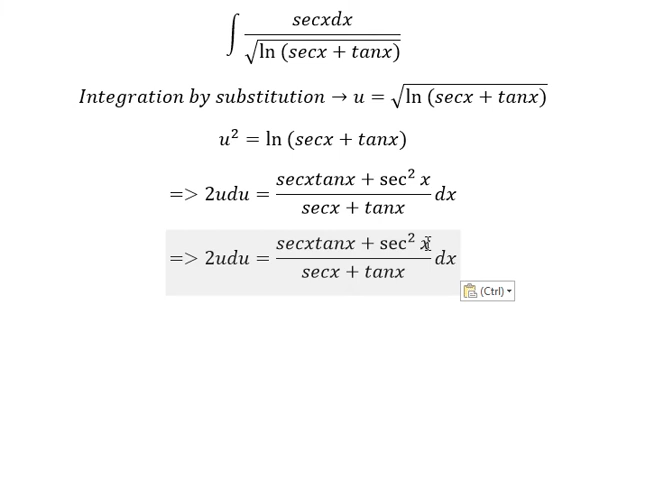 ∫ secxdx / √(ln (secx + tanx))
Integration by substitution → u = √(ln (secx + tanx))
u² = ln (secx + tanx)
=> 2udu = (secxtanx + sec² x) / (secx + tanx) dx
=> 2udu = (secxtanx + sec² x) / (secx + tanx) dx
(Ctrl)